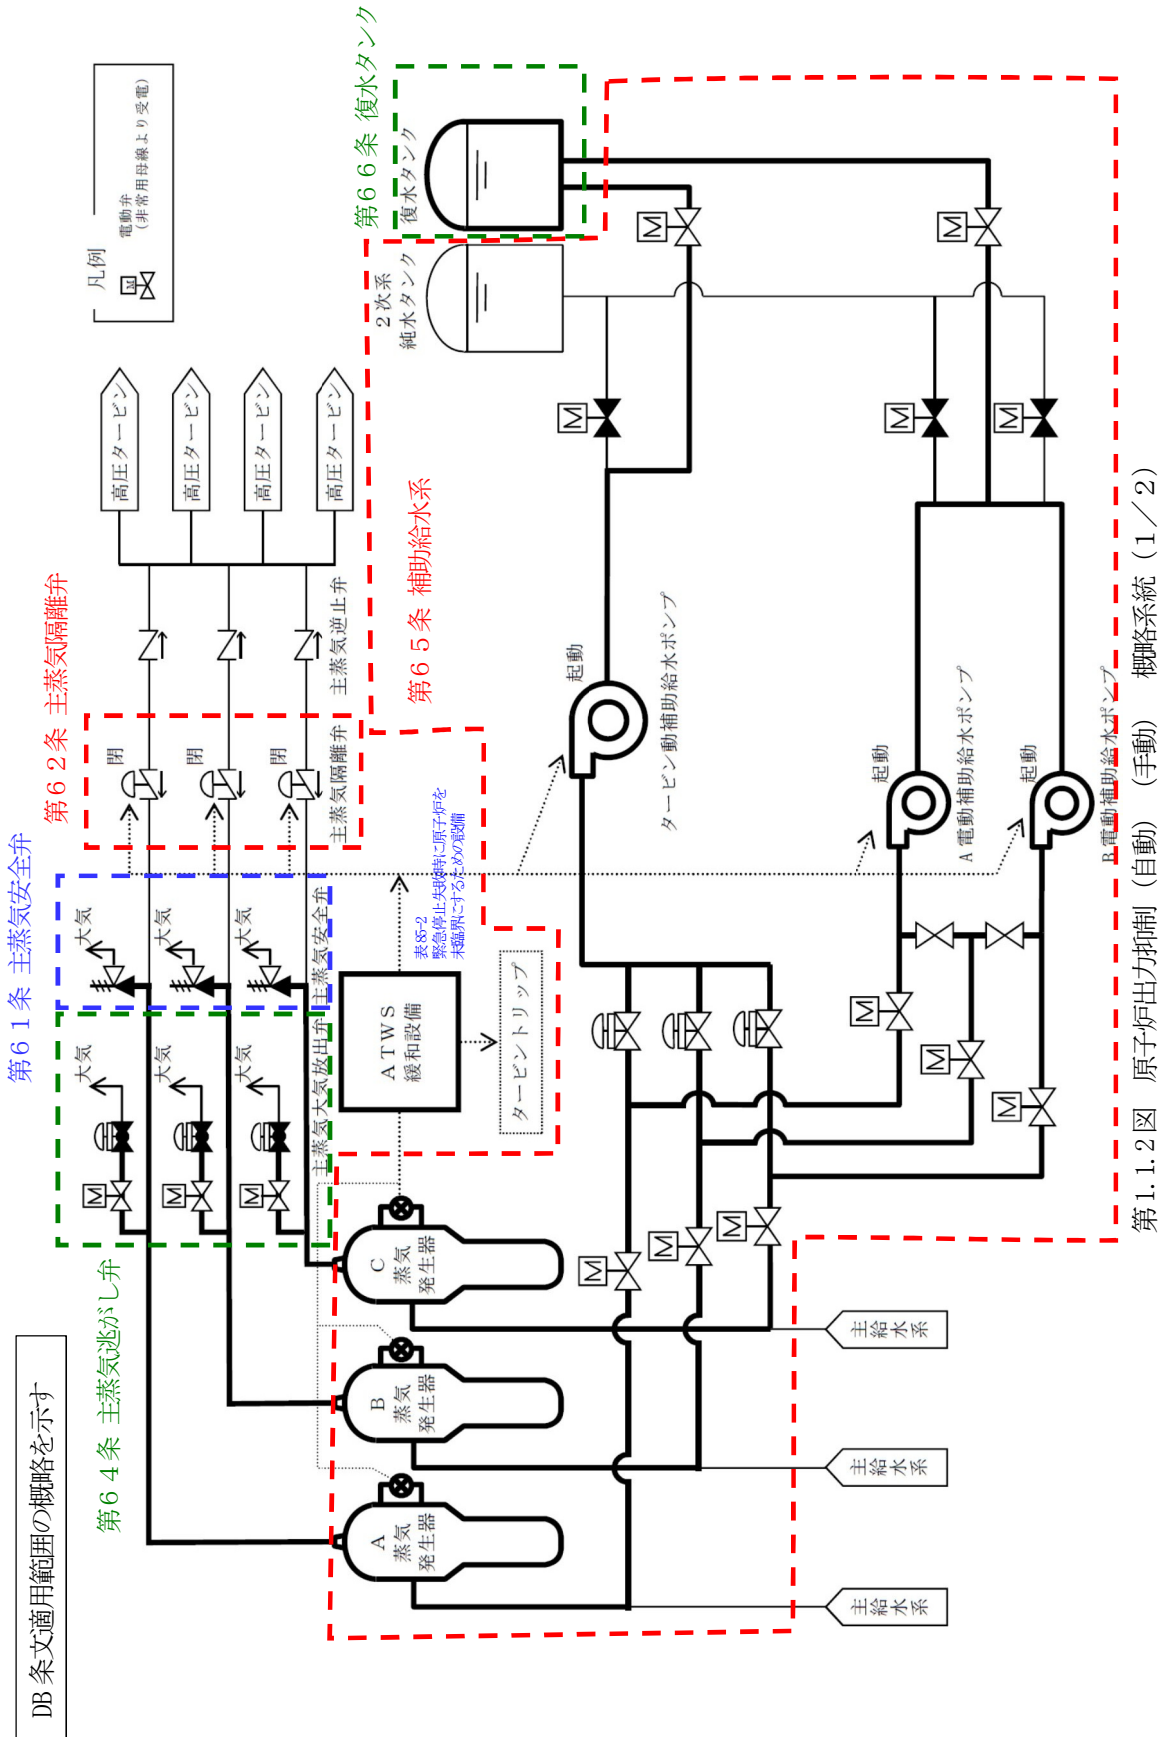 DB 条文適用範囲の概略を示す
第61条 主蒸気安全弁
第62条 主蒸気隔離弁
第64条 主蒸気逃がし弁
第65条 補助給水系
第66条 復水タンク
凡例
M
電動弁
(非常用母線より受電)
高圧タービン
高圧タービン
高圧タービン
高圧タービン
大気
大気
大気
大気
大気
大気
M
M
M
主蒸気大気放出弁
主蒸気安全弁
閉
閉
閉
主蒸気隔離弁
主蒸気逆止弁
ATWS
緩和設備
表85-2
緊急停止失敗時に原子炉を
未臨界にするための設備
タービントリップ
A
蒸気
発生器
B
蒸気
発生器
C
蒸気
発生器
2次系
純水タンク
復水タンク
M
M
M
M
M
起動
タービン動補助給水ポンプ
起動
A電動補助給水ポンプ
起動
B電動補助給水ポンプ
M
M
M
M
M
M
主給水系
主給水系
主給水系
第1.1.2図 原子炉出力抑制(自動) (手動) 概略系統(1/2)